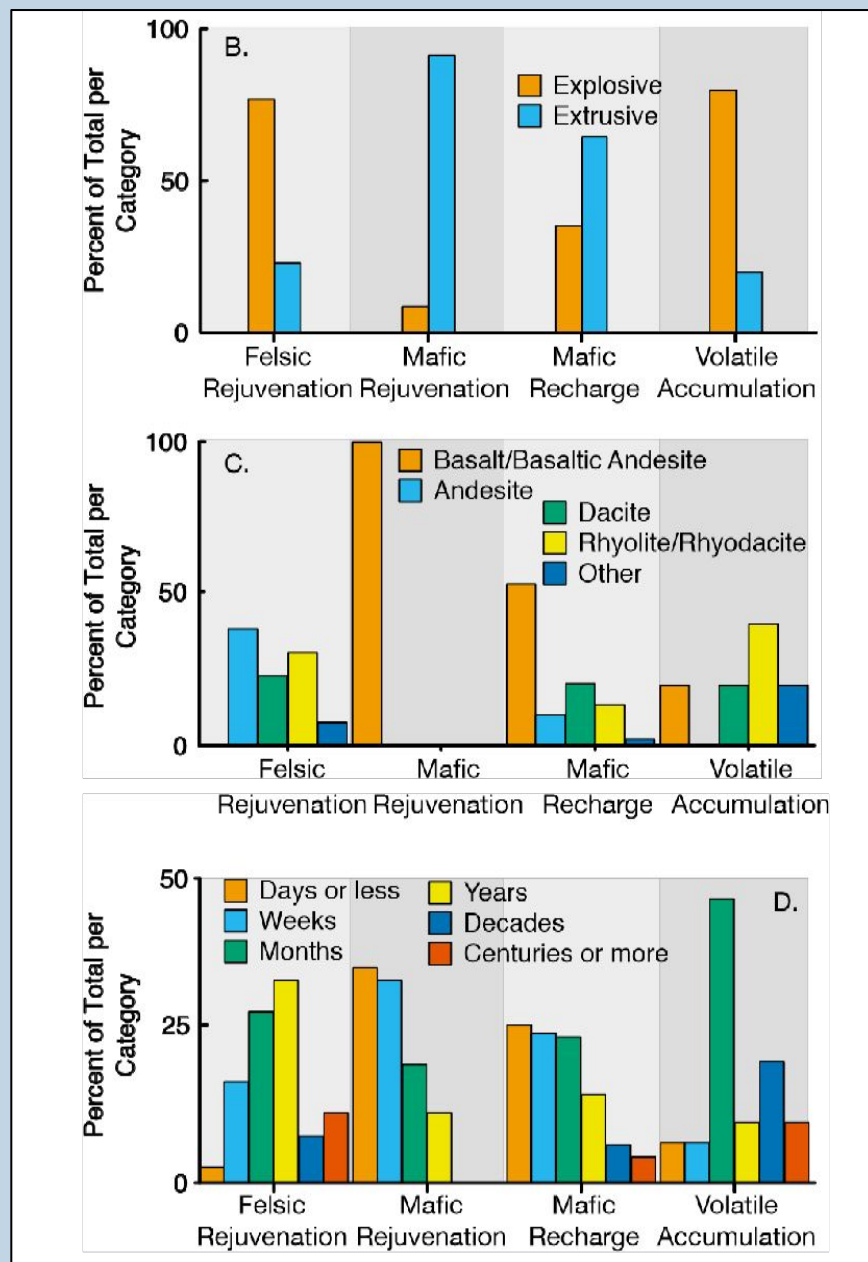 100
B.
Explosive
Extrusive
50
0
Percent of Total per
Category
Felsic
Rejuvenation
Mafic
Rejuvenation
Mafic
Recharge
Volatile
Accumulation
100
C.
Basalt/Basaltic Andesite
Andesite
Dacite
Rhyolite/Rhyodacite
Other
50
0
Percent of Total per
Category
Felsic
Rejuvenation
Mafic
Rejuvenation
Mafic
Recharge
Volatile
Accumulation
50
Days or less
Weeks
Months
Years
Decades
Centuries or more
D.
25
0
Percent of Total per
Category
Felsic
Rejuvenation
Mafic
Rejuvenation
Mafic
Recharge
Volatile
Accumulation